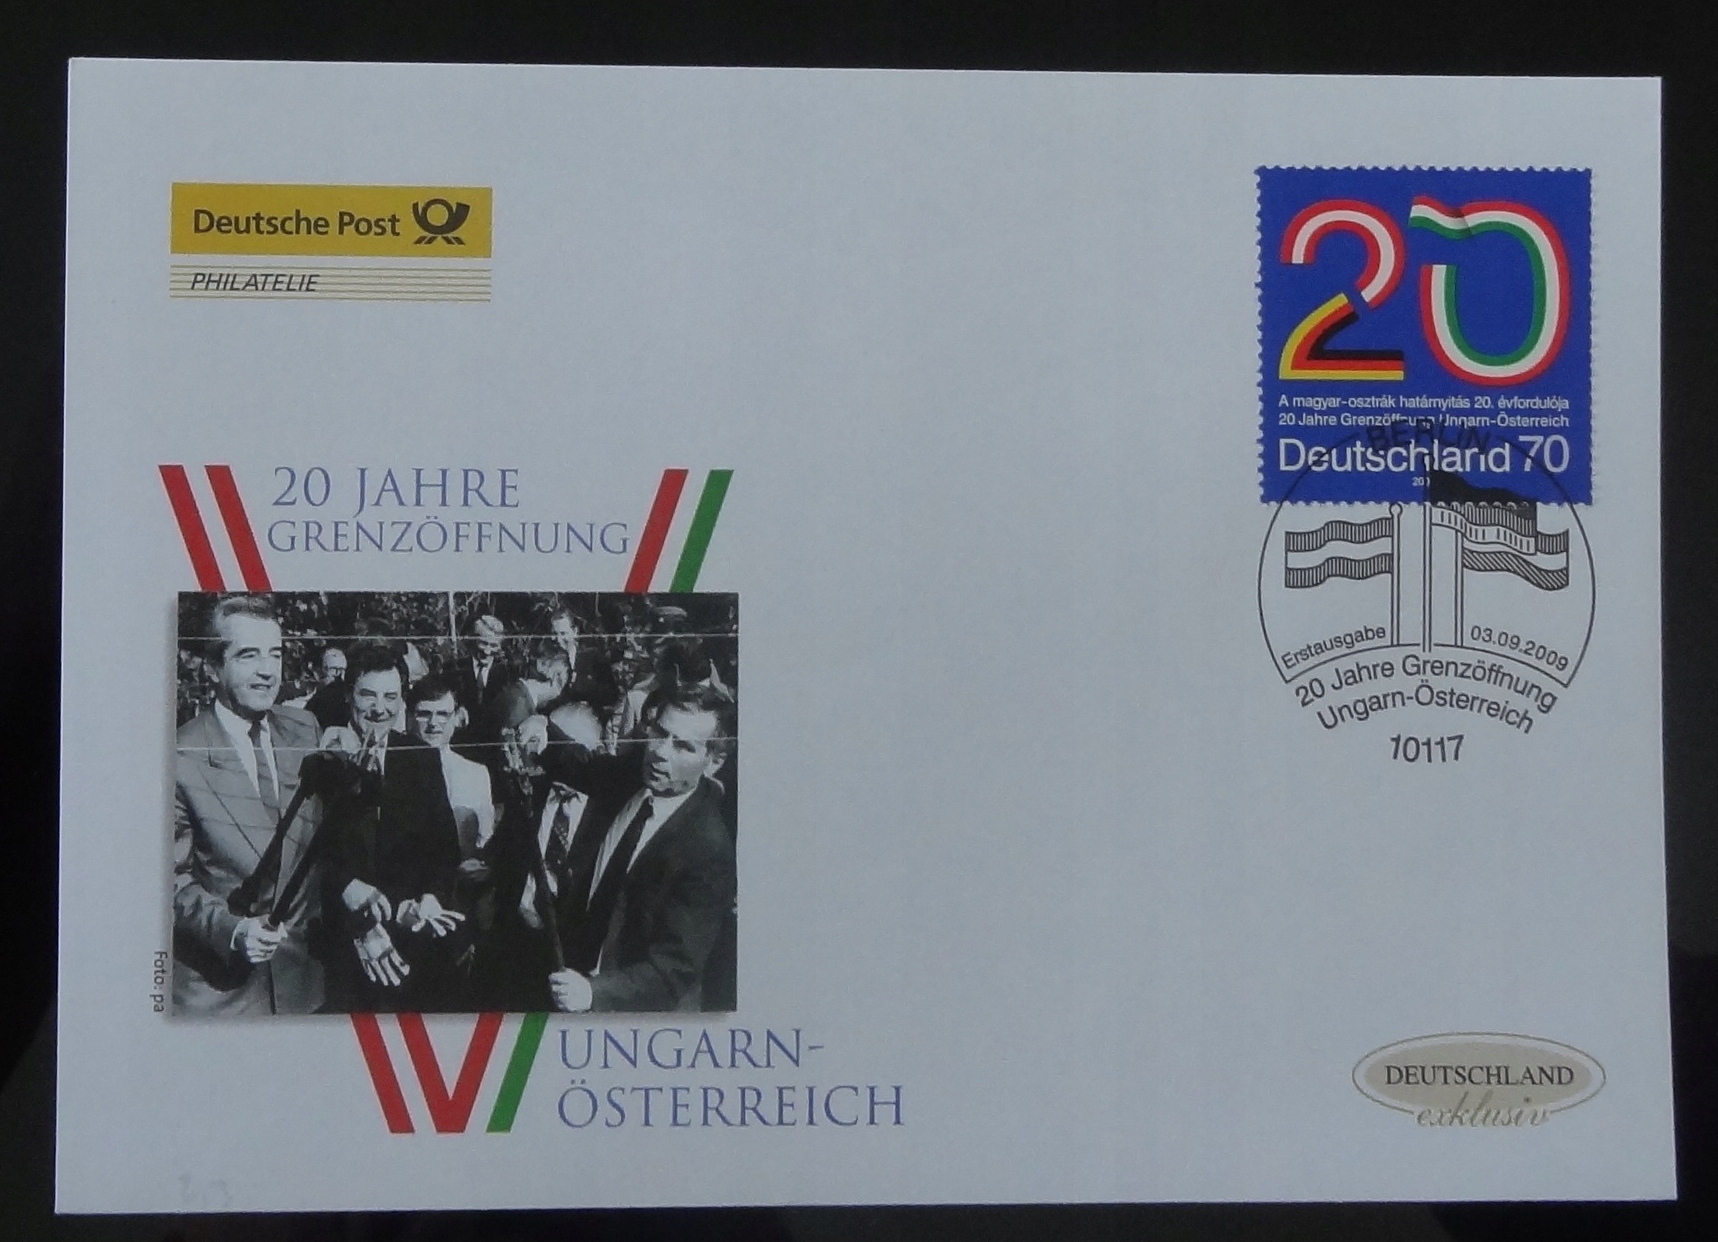 Deutsche Post
PHILATELIE
20
A magyar-osztrák határnyitás 20. évfordulója
20 Jahre Grenzöffnung Ungarn-Österreich
Deutschland 70
BERLIN
Erstausgabe
03.09.2009
20 Jahre Grenzöffnung
Ungarn-Österreich
10117
20 JAHRE
GRENZÖFFNUNG
Foto: pa
UNGARN-
ÖSTERREICH
DEUTSCHLAND
exklusiv